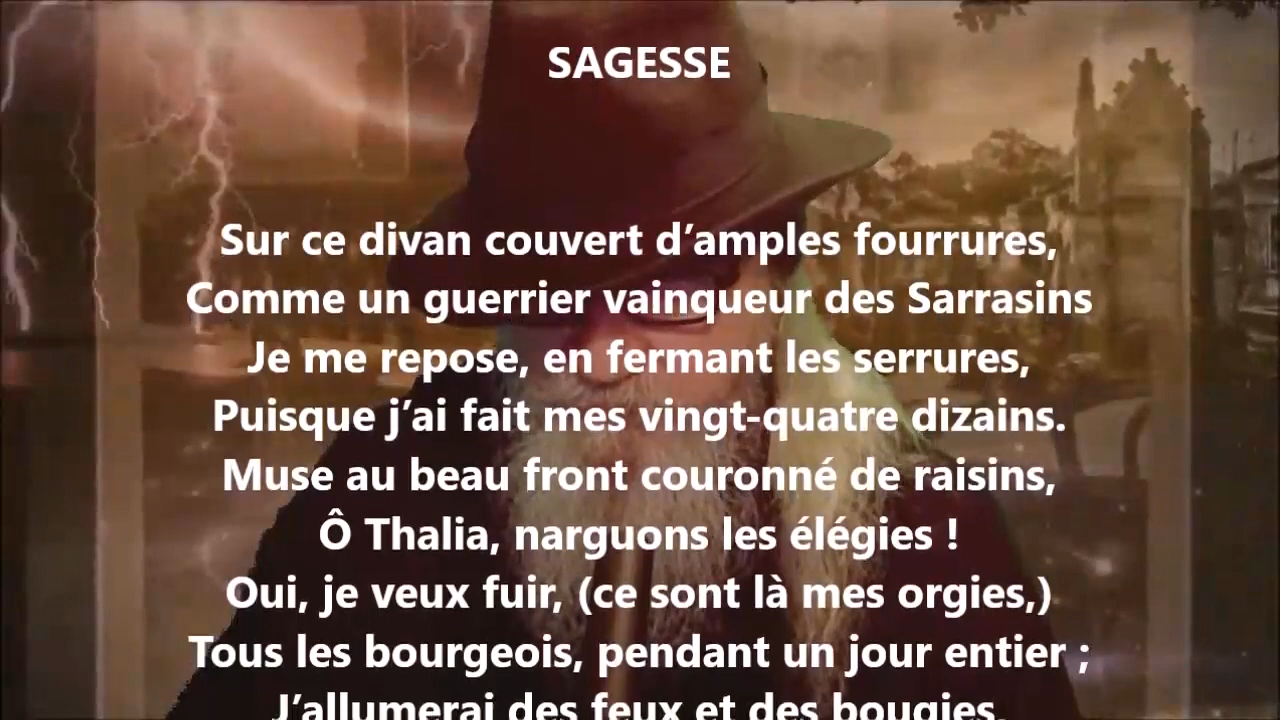 SAGESSE
Sur ce divan couvert d’amples fourrures,
Comme un guerrier vainqueur des Sarrasins
Je me repose, en fermant les serrures,
Puisque j’ai fait mes vingt-quatre dizains.
Muse au beau front couronné de raisins,
Ô Thalia, narguons les élégies !
Oui, je veux fuir, (ce sont là mes orgies,)
Tous les bourgeois, pendant un jour entier ;
J’allumerai des feux et des bougies,